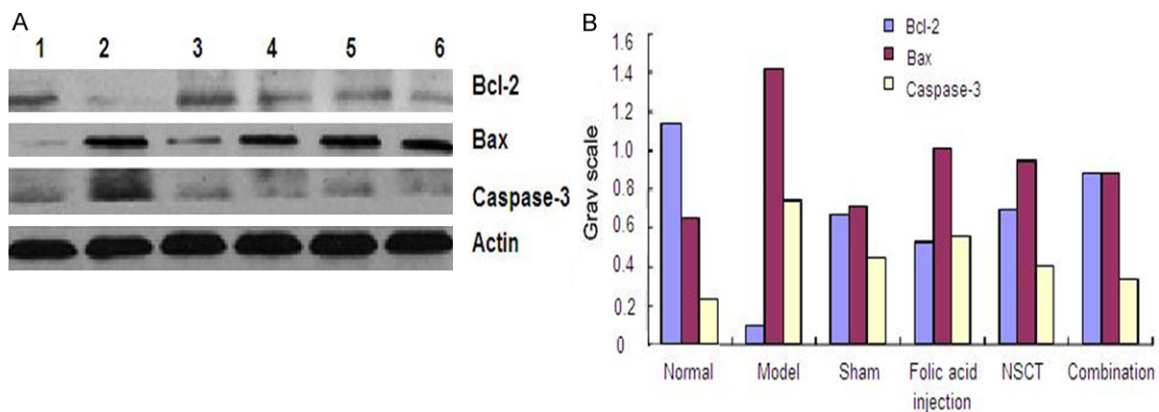 A
1 2 3 4 5 6
Bcl-2
Bax
Caspase-3
Actin
B
Bcl-2
Bax
Caspase-3
Grav scale
1.6
1.4
1.2
1.0
0.8
0.6
0.4
0.2
0
Normal Model Sham Folic acid injection NSCT Combination